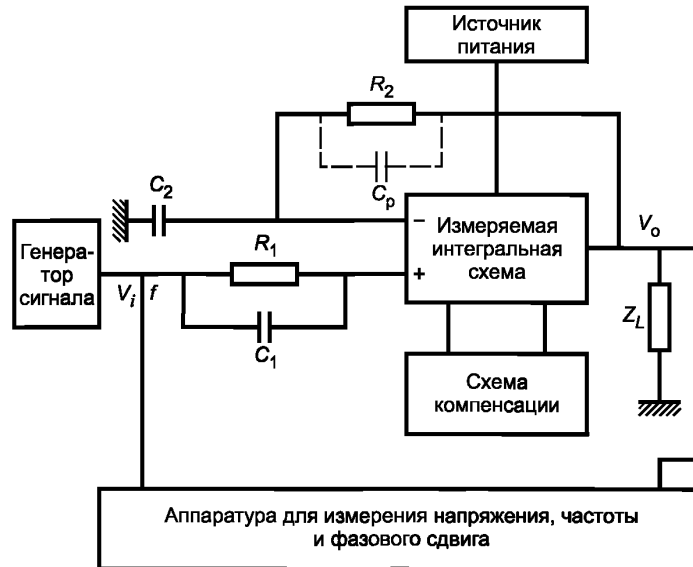 Источник
питания
R2
Cp
C2
Генера-
тор
сигнала
Vi f
R1
C1
−
+
Измеряемая
интегральная
схема
Vo
ZL
Схема
компенсации
Аппаратура для измерения напряжения, частоты
и фазового сдвига